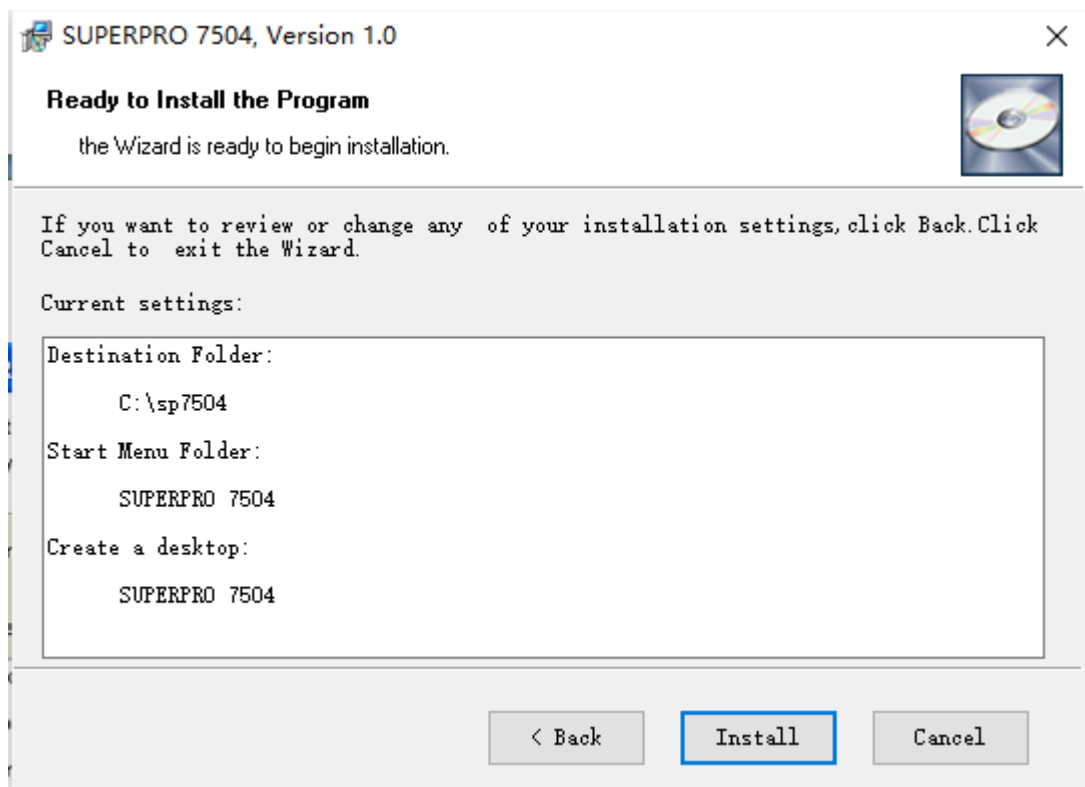 SUPERPRO 7504, Version 1.0
Ready to Install the Program
the Wizard is ready to begin installation.
If you want to review or change any  of your installation settings, click Back. Click
Cancel to  exit the Wizard.
Current settings:
Destination Folder:
C:\sp7504
Start Menu Folder:
SUPERPRO 7504
Create a desktop:
SUPERPRO 7504
< Back
Install
Cancel